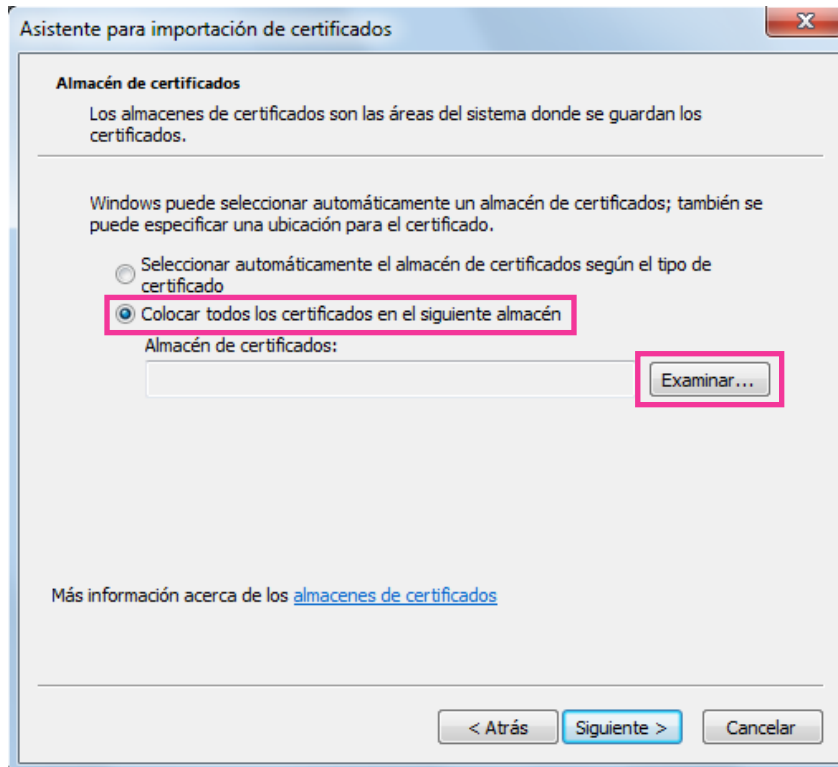 Asistente para importación de certificados
Almacén de certificados
Los almacenes de certificados son las áreas del sistema donde se guardan los
certificados.
Windows puede seleccionar automáticamente un almacén de certificados; también se
puede especificar una ubicación para el certificado.
Seleccionar automáticamente el almacén de certificados según el tipo de
certificado
Colocar todos los certificados en el siguiente almacén
Almacén de certificados:
Examinar...
Más información acerca de los almacenes de certificados
< Atrás Siguiente > Cancelar